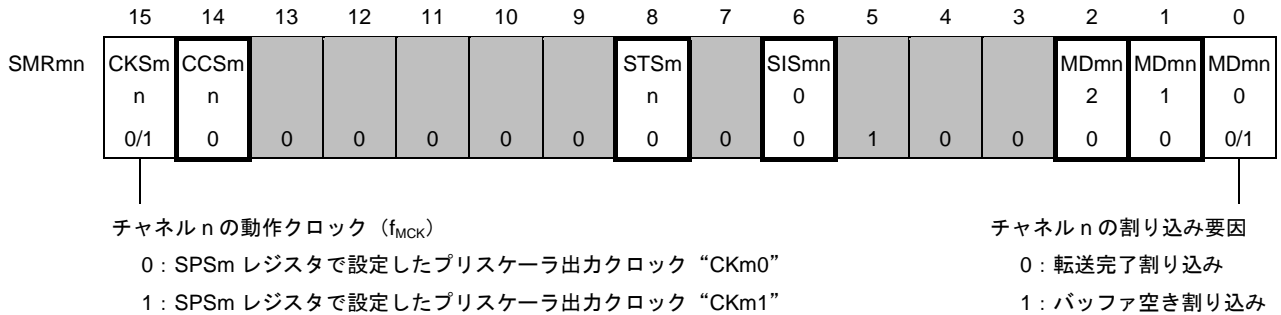 15 14 13 12 11 10 9 8 7 6 5 4 3 2 1 0
SMRmn CKSm CCSm STSm SISmn MDmn MDmn MDmn
n n n 0 2 1 0
0/1 0 0 0 0 0 0 0 0 0 1 0 0 0 0 0/1
チャネル n の動作クロック（fMCK） チャネル n の割り込み要因
0：SPSm レジスタで設定したプリスケーラ出力クロック“CKm0” 0：転送完了割り込み
1：SPSm レジスタで設定したプリスケーラ出力クロック“CKm1” 1：バッファ空き割り込み